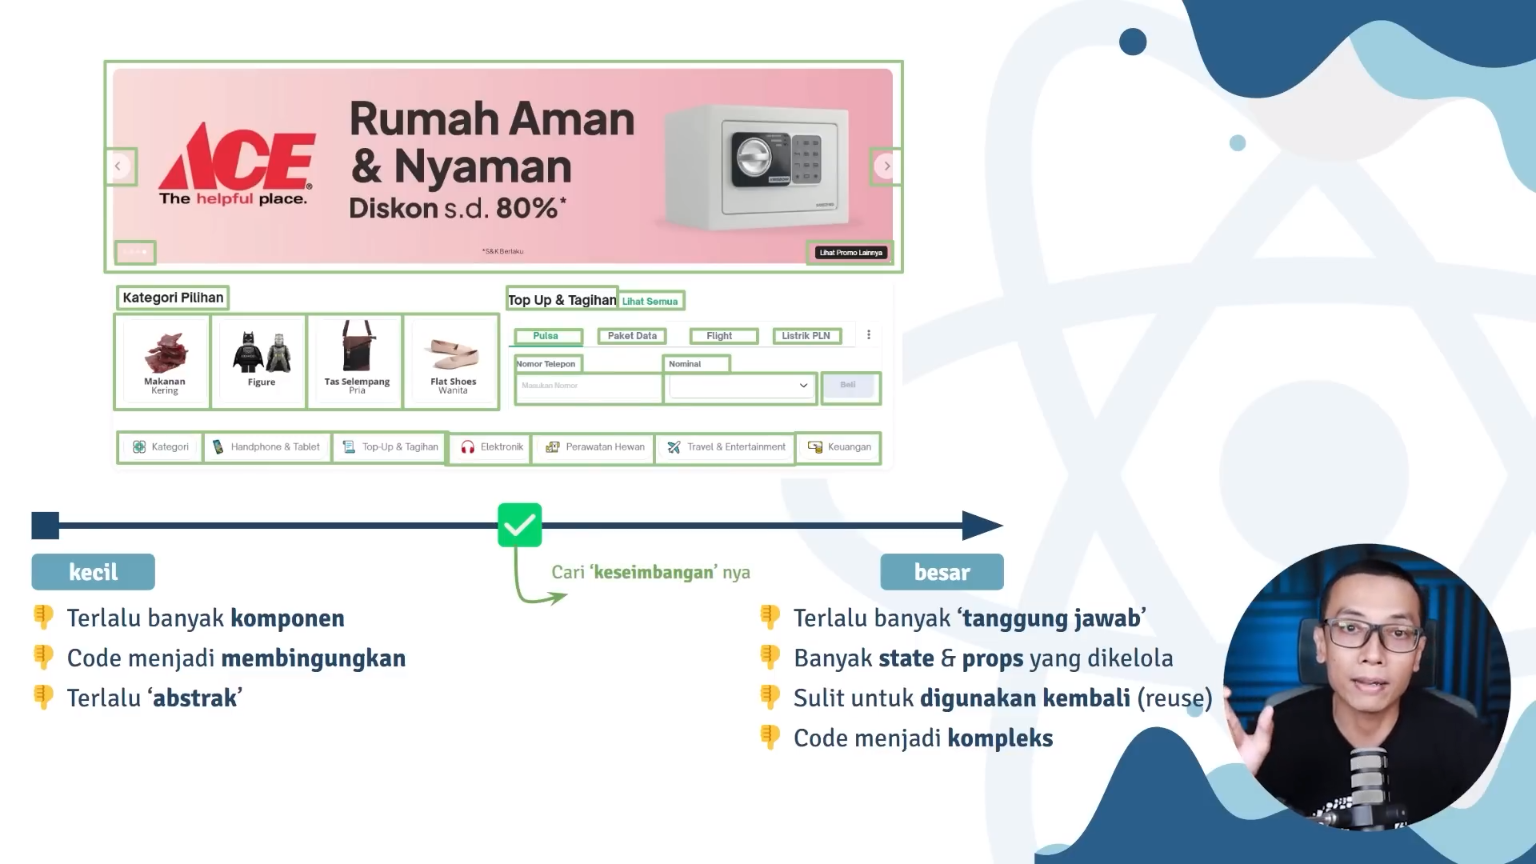 ACE
The helpful place.
Rumah Aman
& Nyaman
Diskon s.d. 80%*
*S&K Berlaku
Lihat Promo Lainnya
Kategori Pilihan
Makanan
Kering
Figure
Tas Selempang
Pria
Flat Shoes
Wanita
Top Up & Tagihan Lihat Semua
Pulsa Paket Data Flight Listrik PLN
Nomor Telepon Nominal
Masukan Nomor
Beli
Kategori Handphone & Tablet Top-Up & Tagihan Elektronik Perawatan Hewan Travel & Entertainment Keuangan
Cari ‘keseimbangan’ nya
kecil
Terlalu banyak komponen
Code menjadi membingungkan
Terlalu ‘abstrak’
besar
Terlalu banyak ‘tanggung jawab’
Banyak state & props yang dikelola
Sulit untuk digunakan kembali (reuse)
Code menjadi kompleks